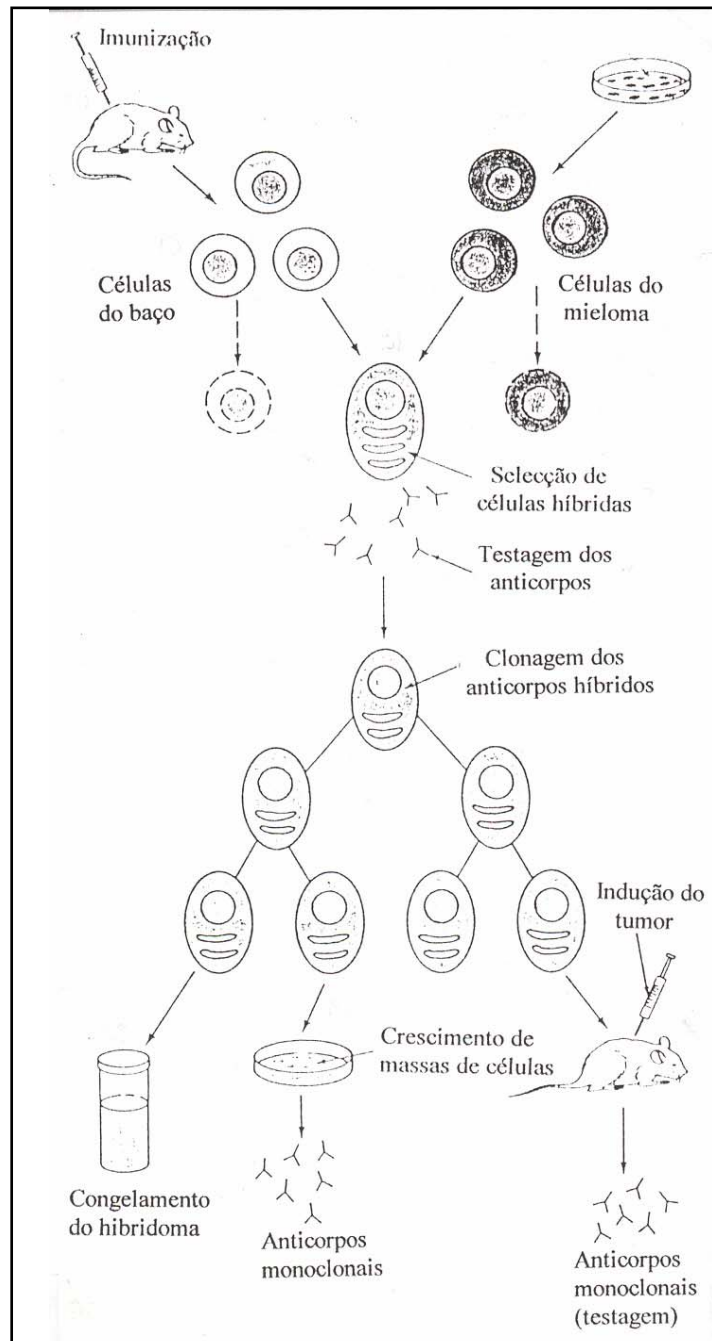 Imunização
Células
do baço
Células do
mieloma
Selecção de
células híbridas
Testagem dos
anticorpos
Clonagem dos
anticorpos híbridos
Indução do
tumor
Crescimento de
massas de células
Congelamento
do hibridoma
Anticorpos
monoclonais
Anticorpos
monoclonais
(testagem)